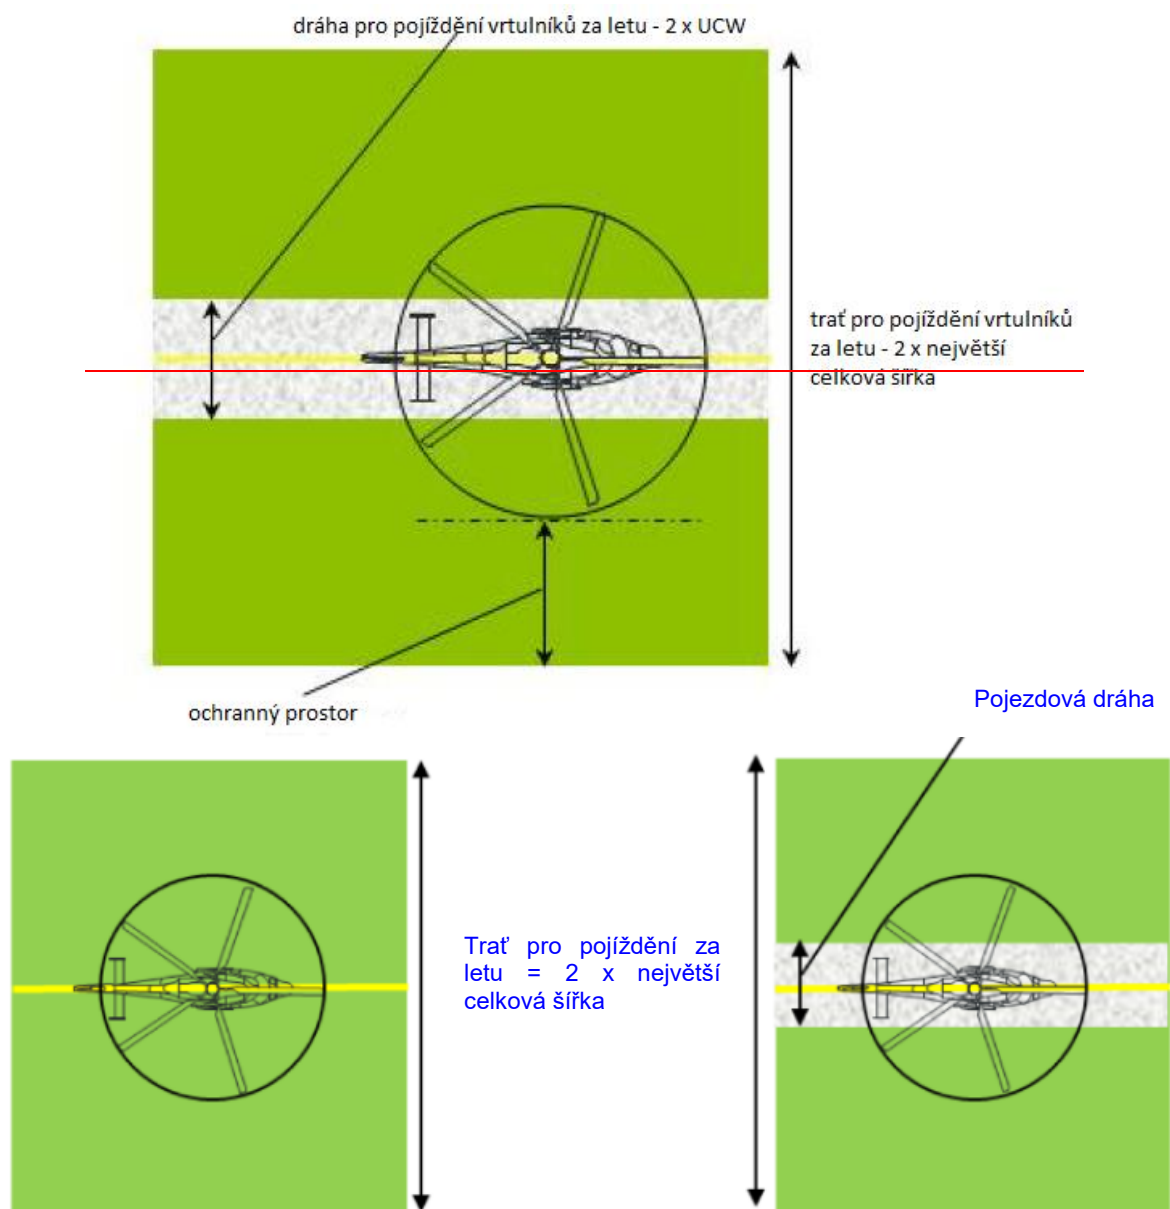 dráha pro pojíždění vrtulníků za letu - 2 x UCW
trať pro pojíždění vrtulníků
za letu - 2 x největší
celková šířka
ochranný prostor
Pojezdová dráha
Trať pro pojíždění za
letu = 2 x největší
celková šířka